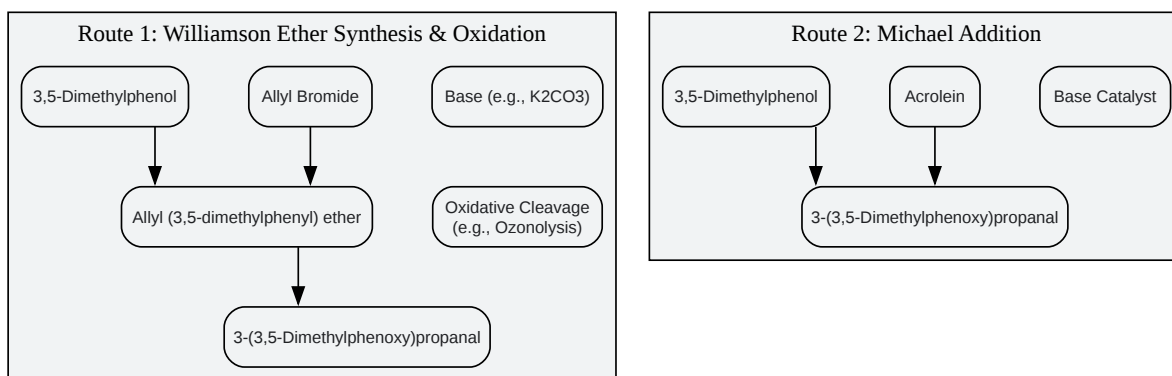 Route 1: Williamson Ether Synthesis & Oxidation
3,5-Dimethylphenol
Allyl Bromide
Base (e.g., K2CO3)
Allyl (3,5-dimethylphenyl) ether
Oxidative Cleavage
(e.g., Ozonolysis)
3-(3,5-Dimethylphenoxy)propanal
Route 2: Michael Addition
3,5-Dimethylphenol
Acrolein
Base Catalyst
3-(3,5-Dimethylphenoxy)propanal